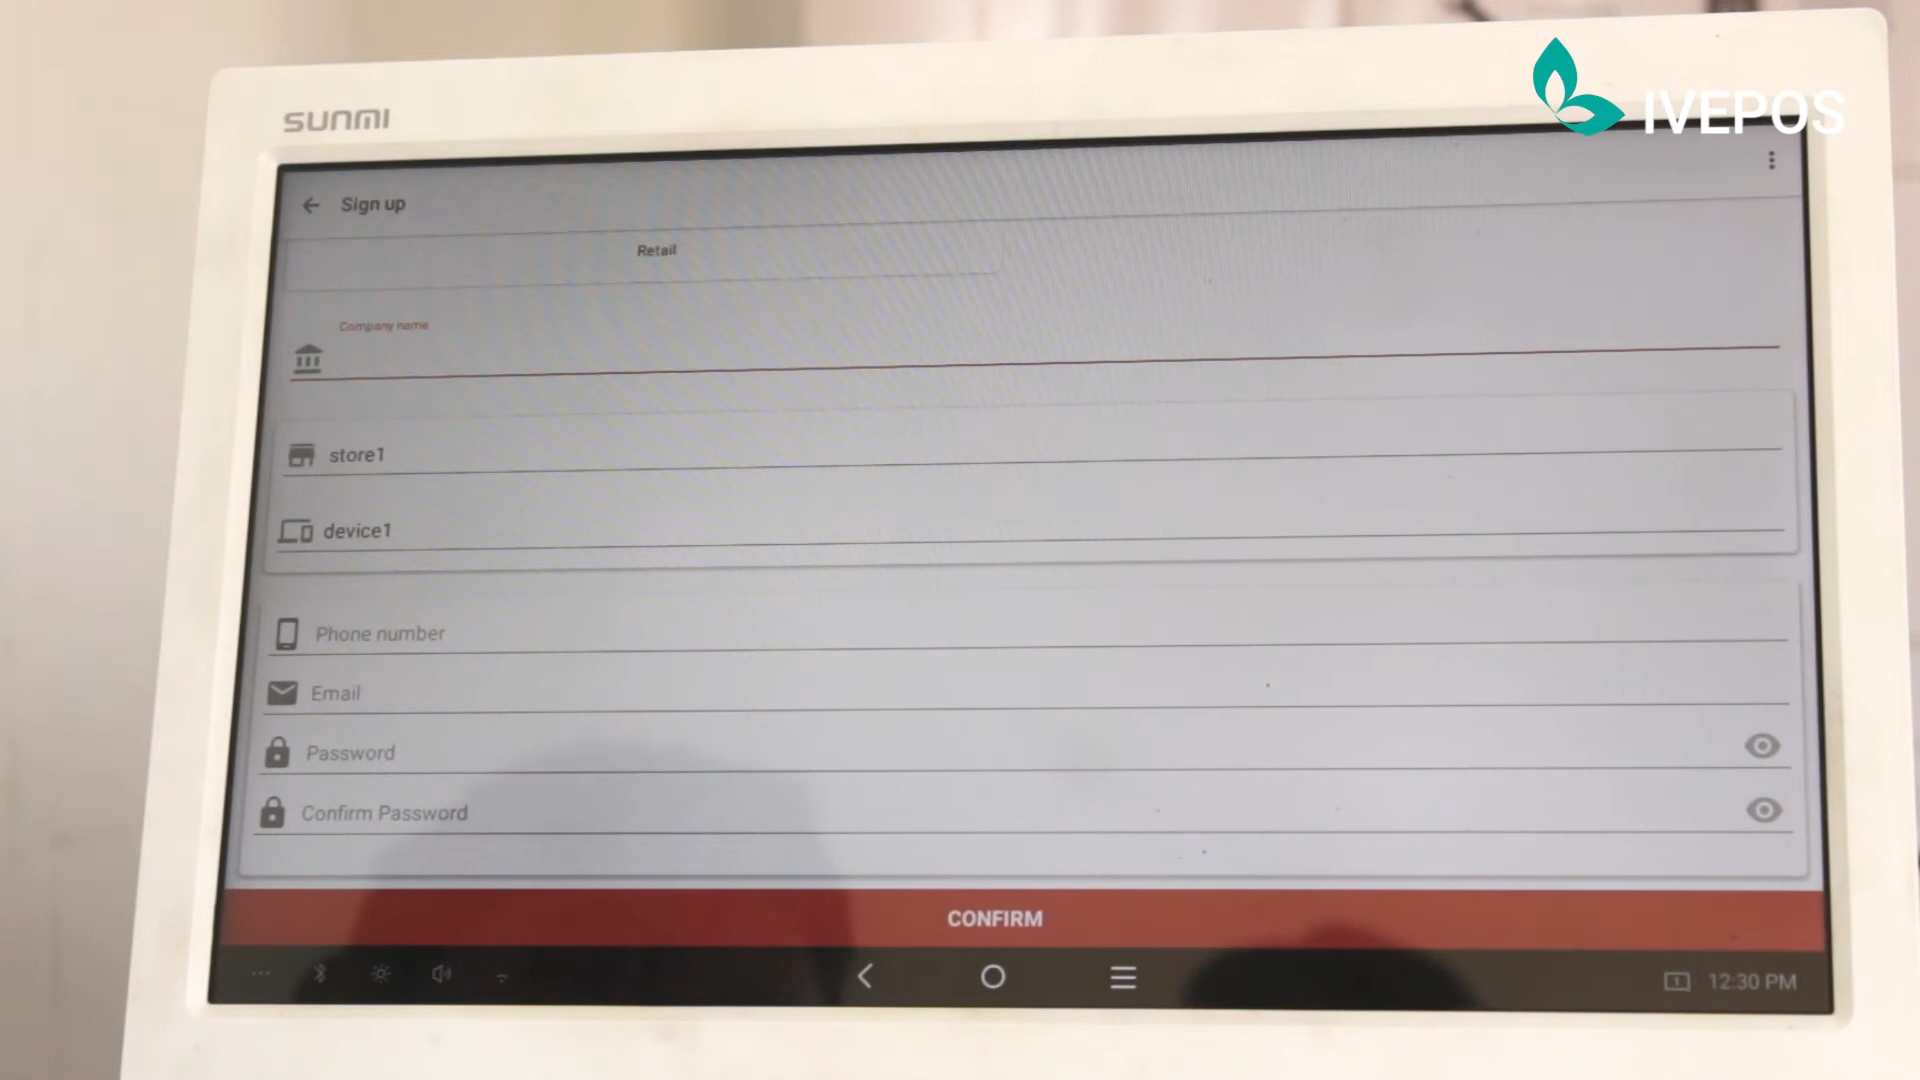 SUNMI
IVEPOS
Sign up
Retail
Company name
store1
device1
Phone number
Email
Password
Confirm Password
CONFIRM
1
12:30 PM